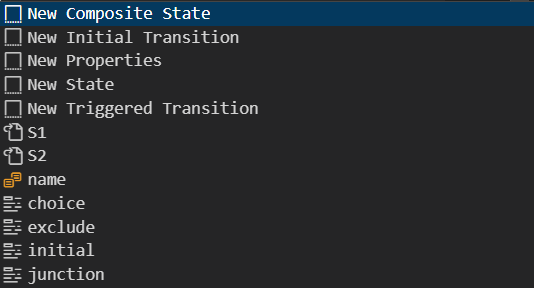 New Composite State
New Initial Transition
New Properties
New State
New Triggered Transition
S1
S2
name
choice
exclude
initial
junction